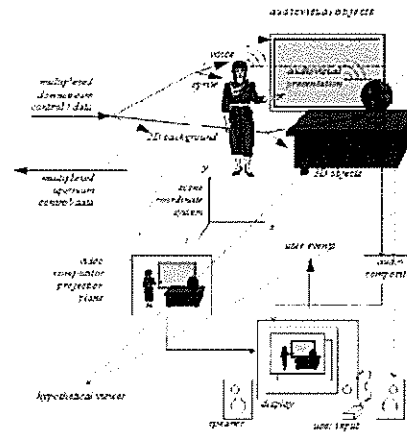 audiovisual objects
voice
sprite
audiovisual
presentation
multiplexed
downstream
control / data
2D background
3D objects
multiplexed
upstream
control/data
y
scene
coordinate
system
x
user events
video
compositor
projection
plane
audio
hypothetical viewer
display
speaker
user input